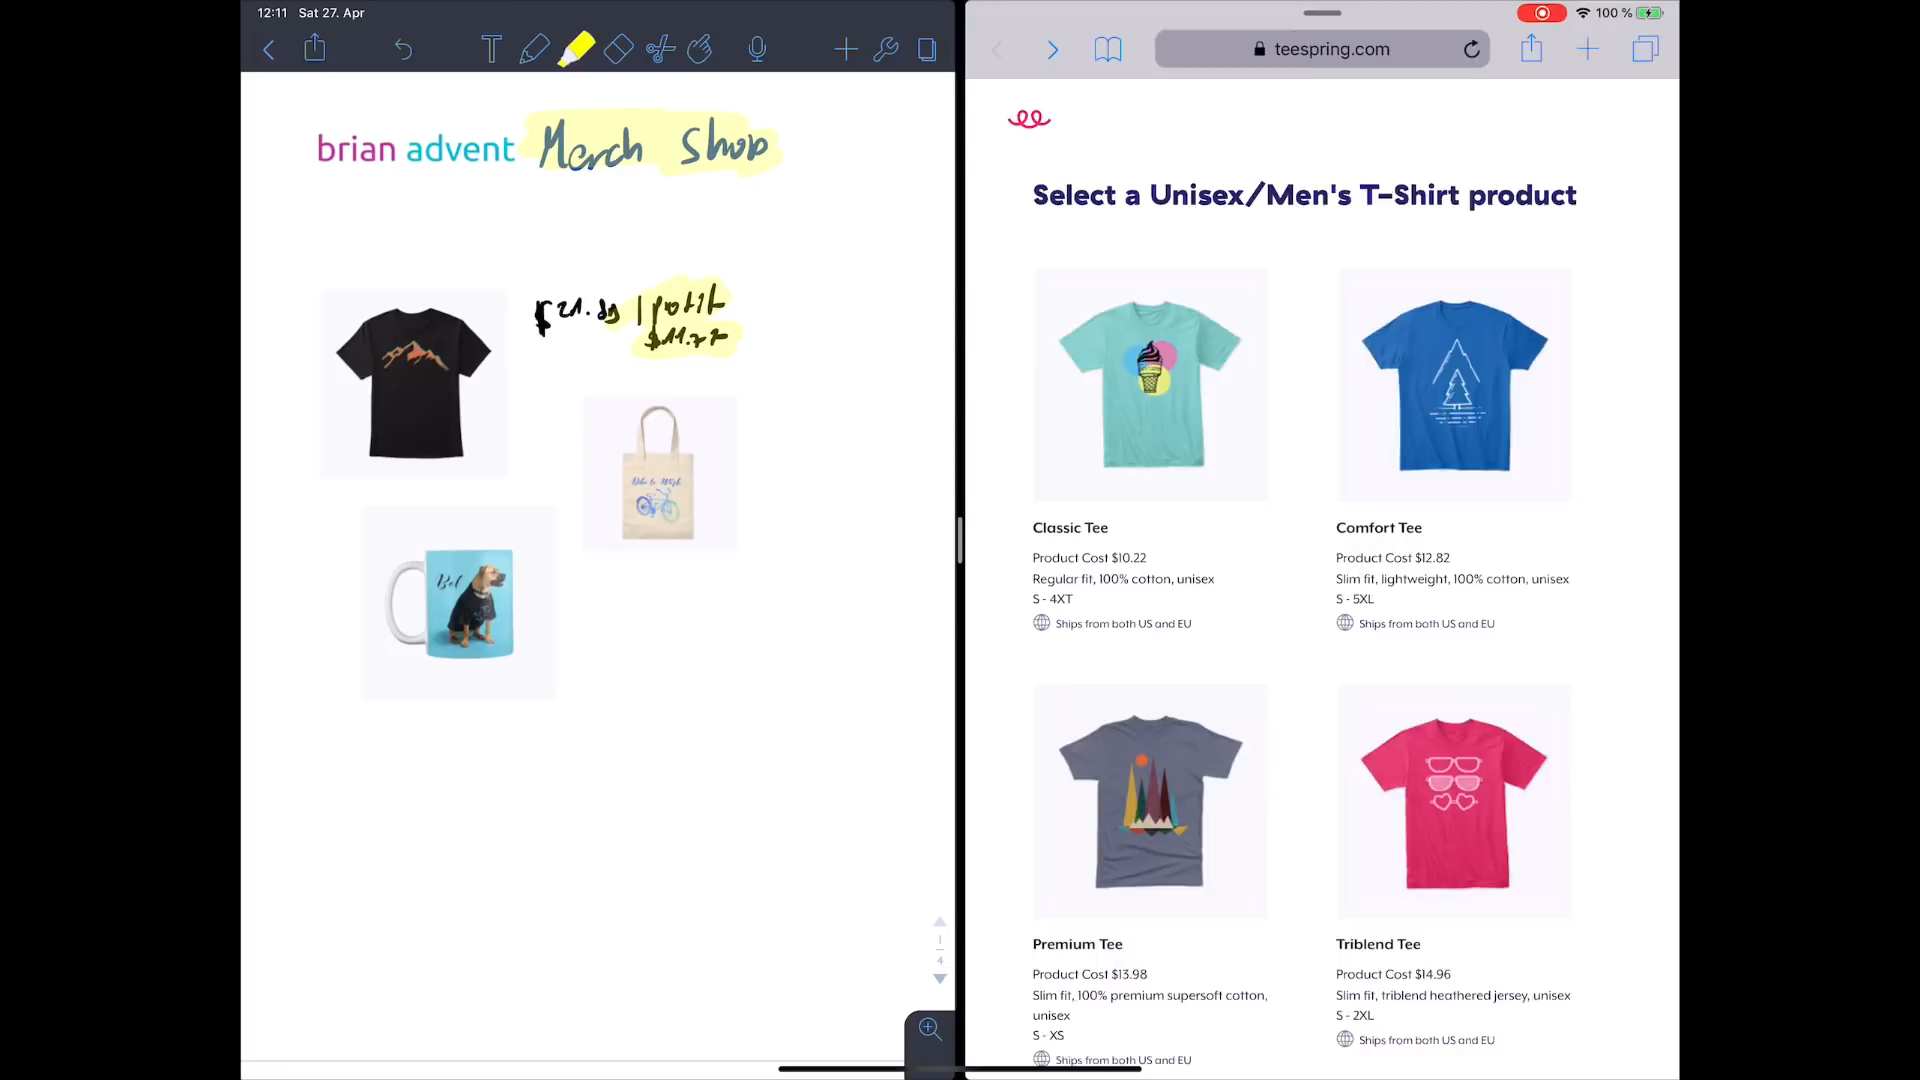 12:11 Sat 27. Apr
100 %
teespring.com
brian advent Merch Shop
Select a Unisex/Men's T-Shirt product
$21.99 |
$11.77
Bike to Work
Classic Tee
Product Cost $10.22
Regular fit, 100% cotton, unisex
S - 4XT
Ships from both US and EU
Comfort Tee
Product Cost $12.82
Slim fit, lightweight, 100% cotton, unisex
S - 5XL
Ships from both US and EU
1
4
Premium Tee
Product Cost $13.98
Slim fit, 100% premium supersoft cotton,
unisex
S - XS
Ships from both US and EU
Triblend Tee
Product Cost $14.96
Slim fit, triblend heathered jersey, unisex
S - 2XL
Ships from both US and EU